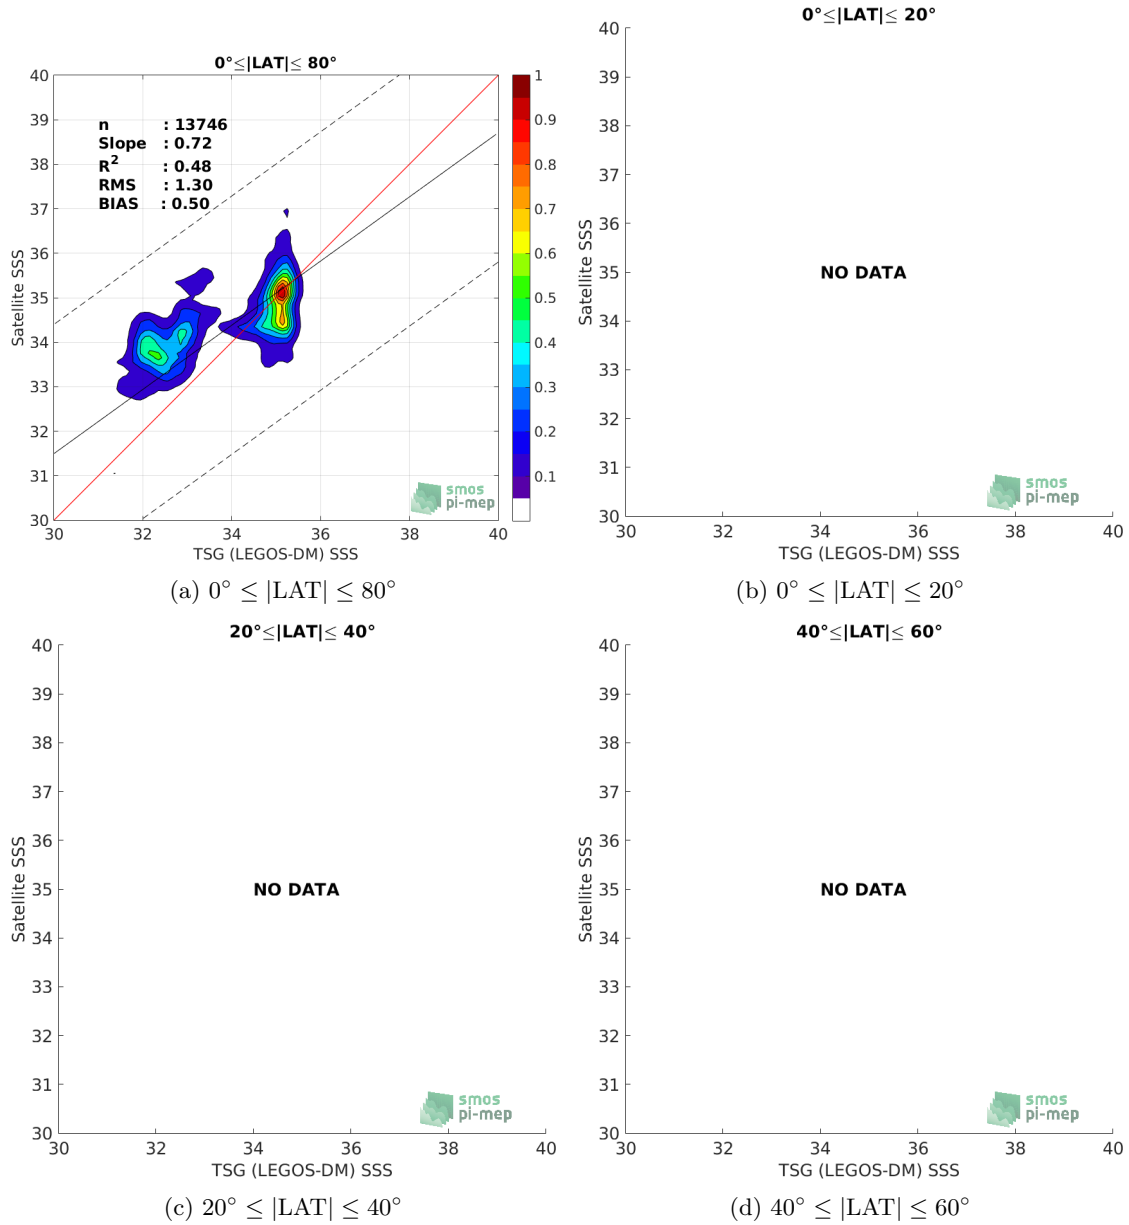 0°≤|LAT|≤ 80°
n : 13746
Slope : 0.72
R² : 0.48
RMS : 1.30
BIAS : 0.50
40
39
38
37
36
35
34
33
32
31
30
Satellite SSS
30 32 34 36 38 40
TSG (LEGOS-DM) SSS
1
0.9
0.8
0.7
0.6
0.5
0.4
0.3
0.2
0.1
smos
pi-mep
(a) 0° ≤ |LAT| ≤ 80°
0°≤|LAT|≤ 20°
40
39
38
37
36
35
34
33
32
31
30
Satellite SSS
NO DATA
smos
pi-mep
30 32 34 36 38 40
TSG (LEGOS-DM) SSS
(b) 0° ≤ |LAT| ≤ 20°
20°≤|LAT|≤ 40°
40
39
38
37
36
35
34
33
32
31
30
Satellite SSS
NO DATA
smos
pi-mep
30 32 34 36 38 40
TSG (LEGOS-DM) SSS
(c) 20° ≤ |LAT| ≤ 40°
40°≤|LAT|≤ 60°
40
39
38
37
36
35
34
33
32
31
30
Satellite SSS
NO DATA
smos
pi-mep
30 32 34 36 38 40
TSG (LEGOS-DM) SSS
(d) 40° ≤ |LAT| ≤ 60°